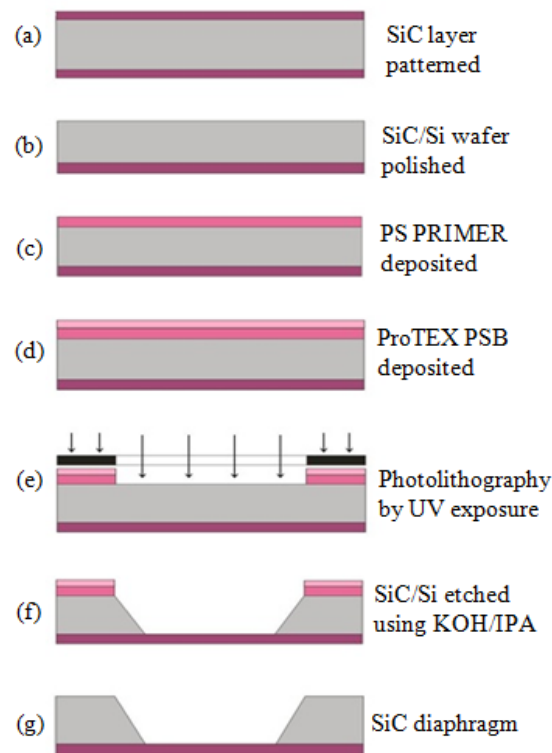 (a)
SiC layer
patterned
(b)
SiC/Si wafer
polished
(c)
PS PRIMER
deposited
(d)
ProTEX PSB
deposited
(e)
Photolithography
by UV exposure
(f)
SiC/Si etched
using KOH/IPA
(g)
SiC diaphragm